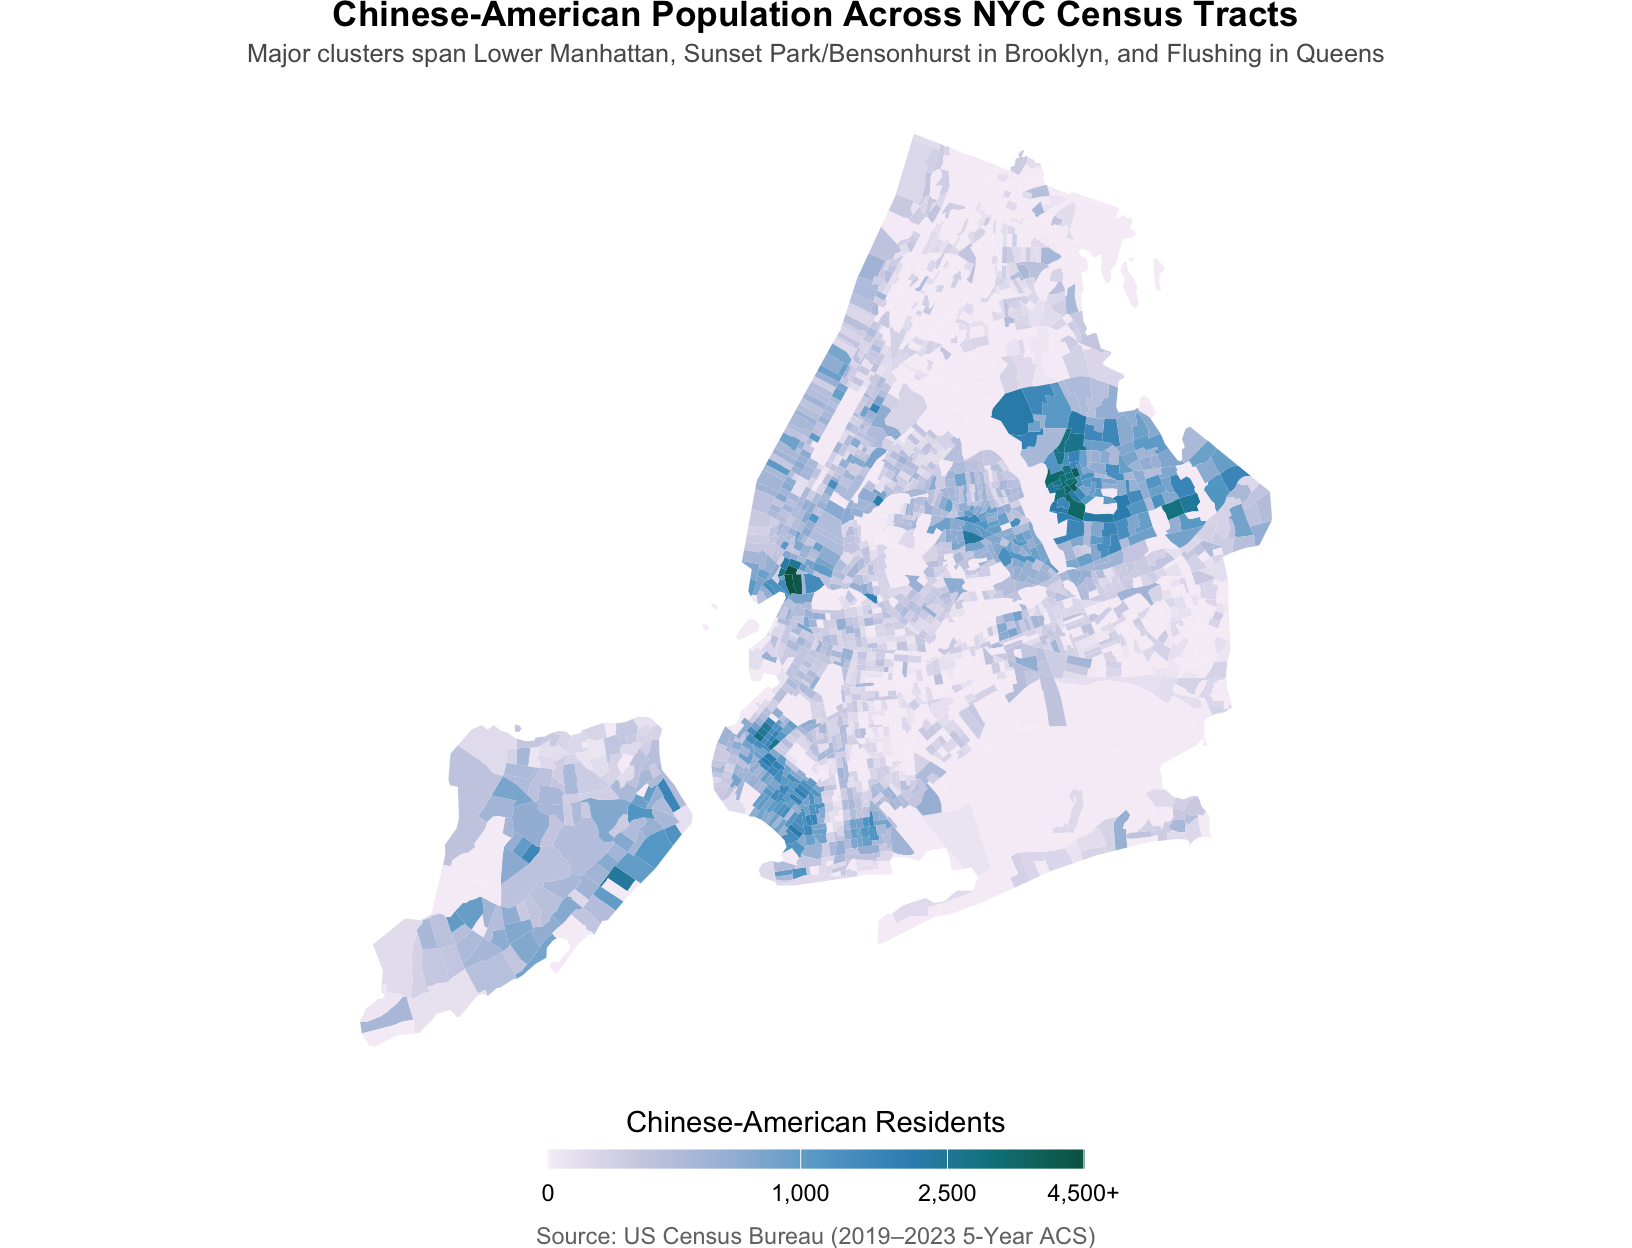 Chinese-American Population Across NYC Census Tracts
Major clusters span Lower Manhattan, Sunset Park/Bensonhurst in Brooklyn, and Flushing in Queens
Chinese-American Residents
0 1,000 2,500 4,500+
Source: US Census Bureau (2019–2023 5-Year ACS)